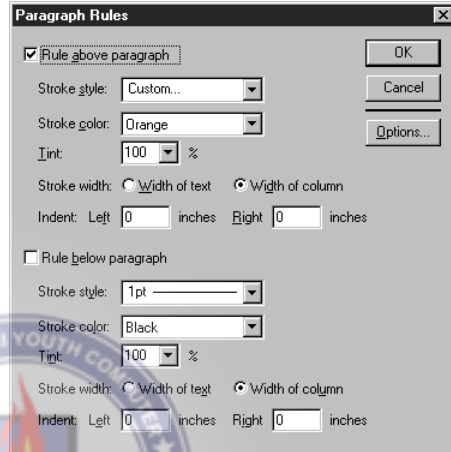 Paragraph Rules
Rule above paragraph
OK
Stroke style: Custom...
Cancel
Stroke color: Orange
Options...
Tint: 100 %
Stroke width: Width of text Width of column
Indent: Left 0 inches Right 0 inches
Rule below paragraph
Stroke style: 1pt
Stroke color: Black
Tint: 100 %
Stroke width: Width of text Width of column
Indent: Left 0 inches Right 0 inches
YOUTH COMPUTER